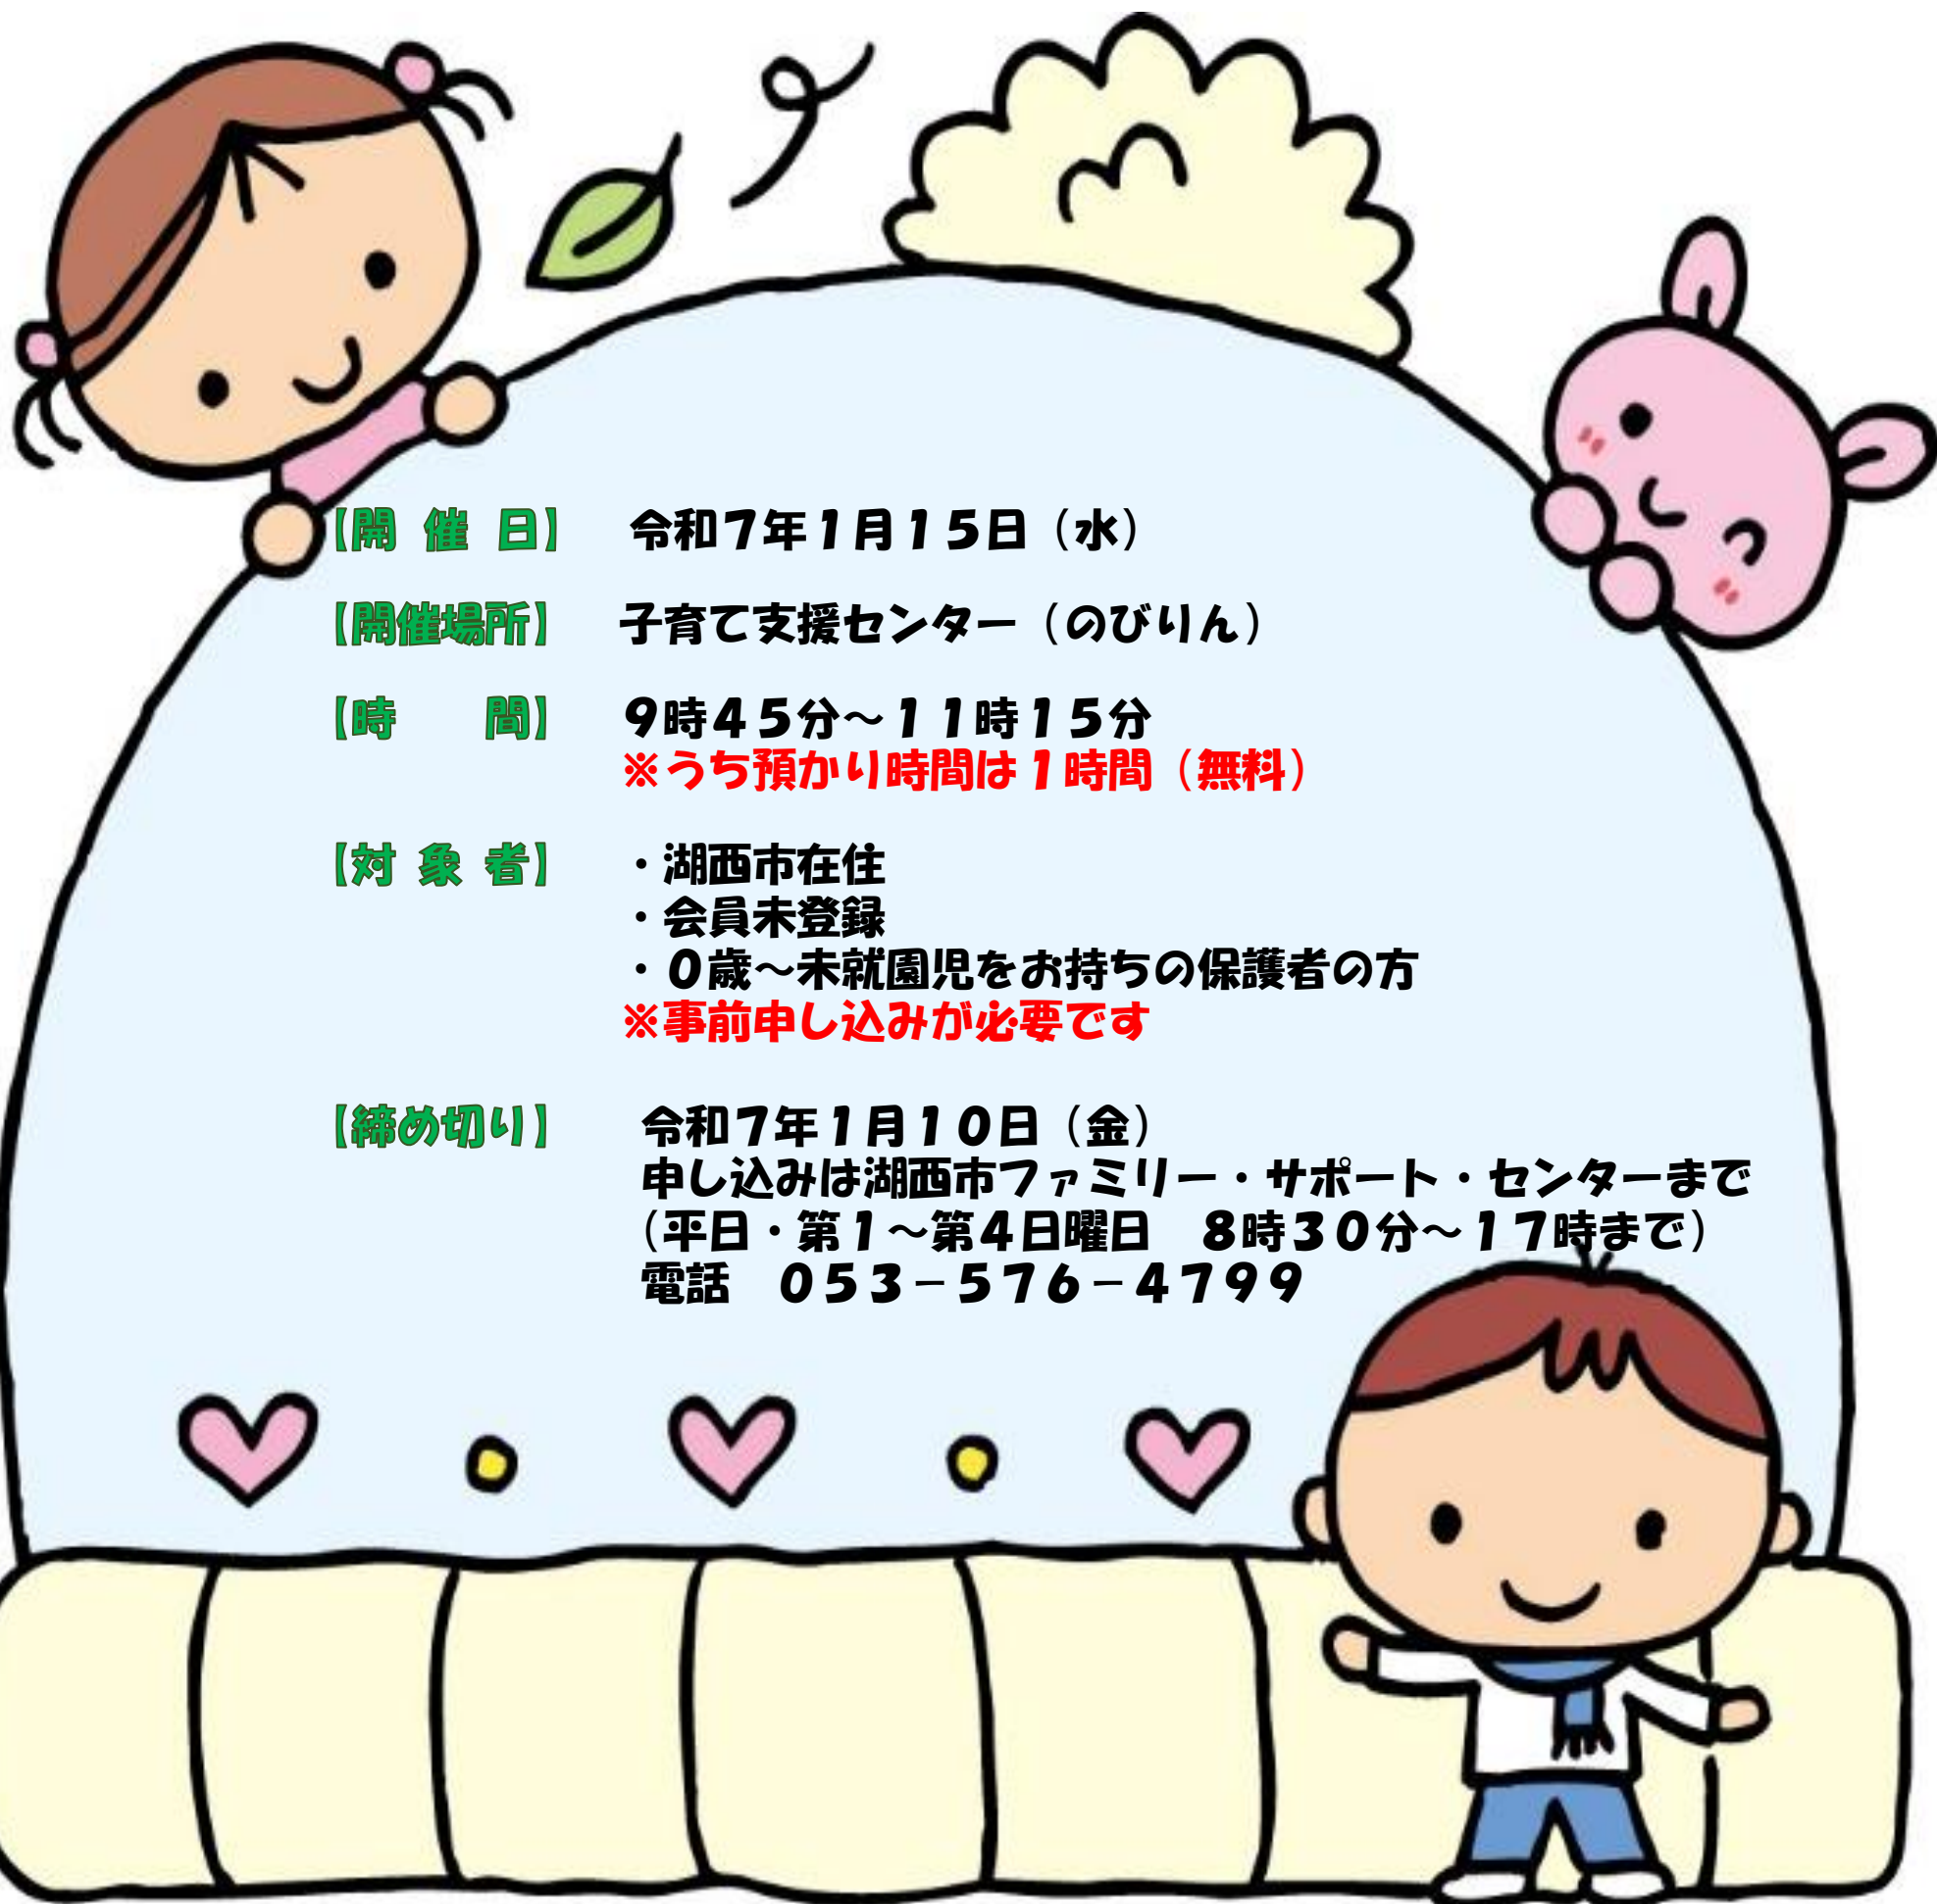 【開 催 日】　令和７年１月１５日（水）
【開催場所】　子育て支援センター（のびりん）
【時　　間】　９時４５分～１１時１５分
※うち預かり時間は１時間（無料）
【対 象 者】　・湖西市在住
・会員未登録
・０歳～未就園児をお持ちの保護者の方
※事前申し込みが必要です
【締め切り】　令和７年１月１０日（金）
申し込みは湖西市ファミリー・サポート・センターまで
（平日・第１～第４日曜日　８時３０分～１７時まで）
電話　０５３－５７６－４７９９